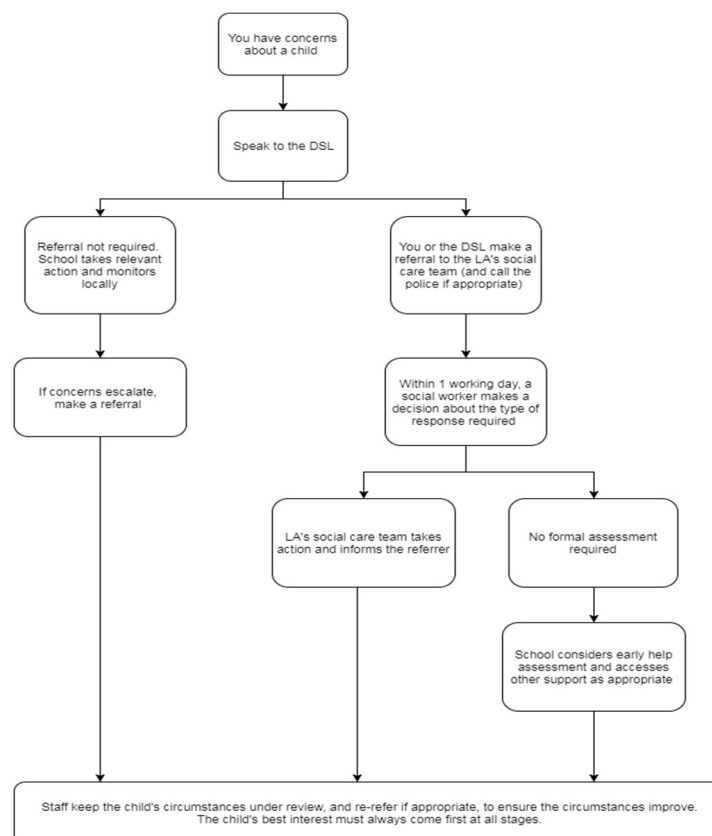 You have concerns
about a child
Speak to the DSL
Referral not required.
School takes relevant
action and monitors
locally
You or the DSL make a
referral to the LA's social
care team (and call the
police if appropriate)
If concerns escalate,
make a referral
Within 1 working day, a
social worker makes a
decision about the type of
response required
LA's social care team takes
action and informs the referrer
No formal assessment
required
School considers early help
assessment and accesses
other support as appropriate
Staff keep the child's circumstances under review, and re-refer if appropriate, to ensure the circumstances improve.
The child's best interest must always come first at all stages.